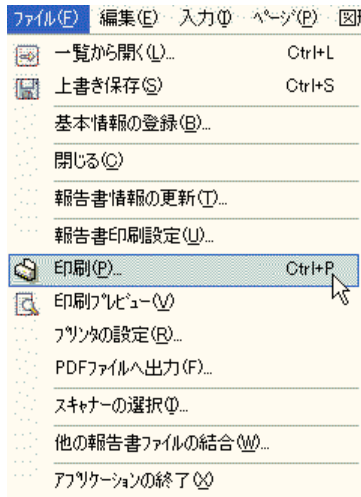 ファイル(F) 編集(E) 入力(I) ページ(P) 図
一覧から開く(L)... Ctrl+L
上書き保存(S) Ctrl+S
基本情報の登録(B)...
閉じる(C)
報告書情報の更新(T)...
報告書印刷設定(U)...
印刷(P)... Ctrl+P
印刷プレビュー(V)
プリンタの設定(R)...
PDFファイルへ出力(F)...
スキャナーの選択(I)...
他の報告書ファイルの結合(W)...
アプリケーションの終了(X)